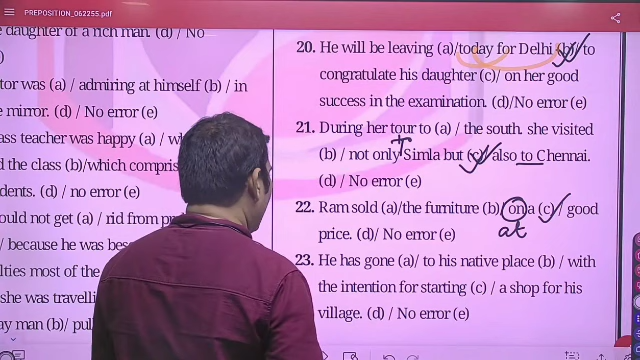 PREPOSITION_062255.pdf
e daughter of a rich man. (d) / No
)
tor was (a) / admiring at himself (b) / in
e mirror. (d) / No error (e)
ass teacher was happy (a) /
d the class (b)/which compris
dents. (d) / no error (e)
ould not get (a) / rid from
/ because he was
lties most of the
she was travelli
ay man (b)/
20. He will be leaving (a)/today for Delhi (b)/to
congratulate his daughter (c)/ on her good
success in the examination. (d)/No error (e)
21. During her tour to (a) / the south. she visited
to
(b) / not only Simla but (c)/ also to Chennai.
(d) / No error (e)
22. Ram sold (a)/the furniture (b) / on a (c) / good
at
price. (d)/ No error (e)
23. He has gone (a)/ to his native place (b) / with
the intention for starting (c) / a shop for his
village. (d) / No error (e)